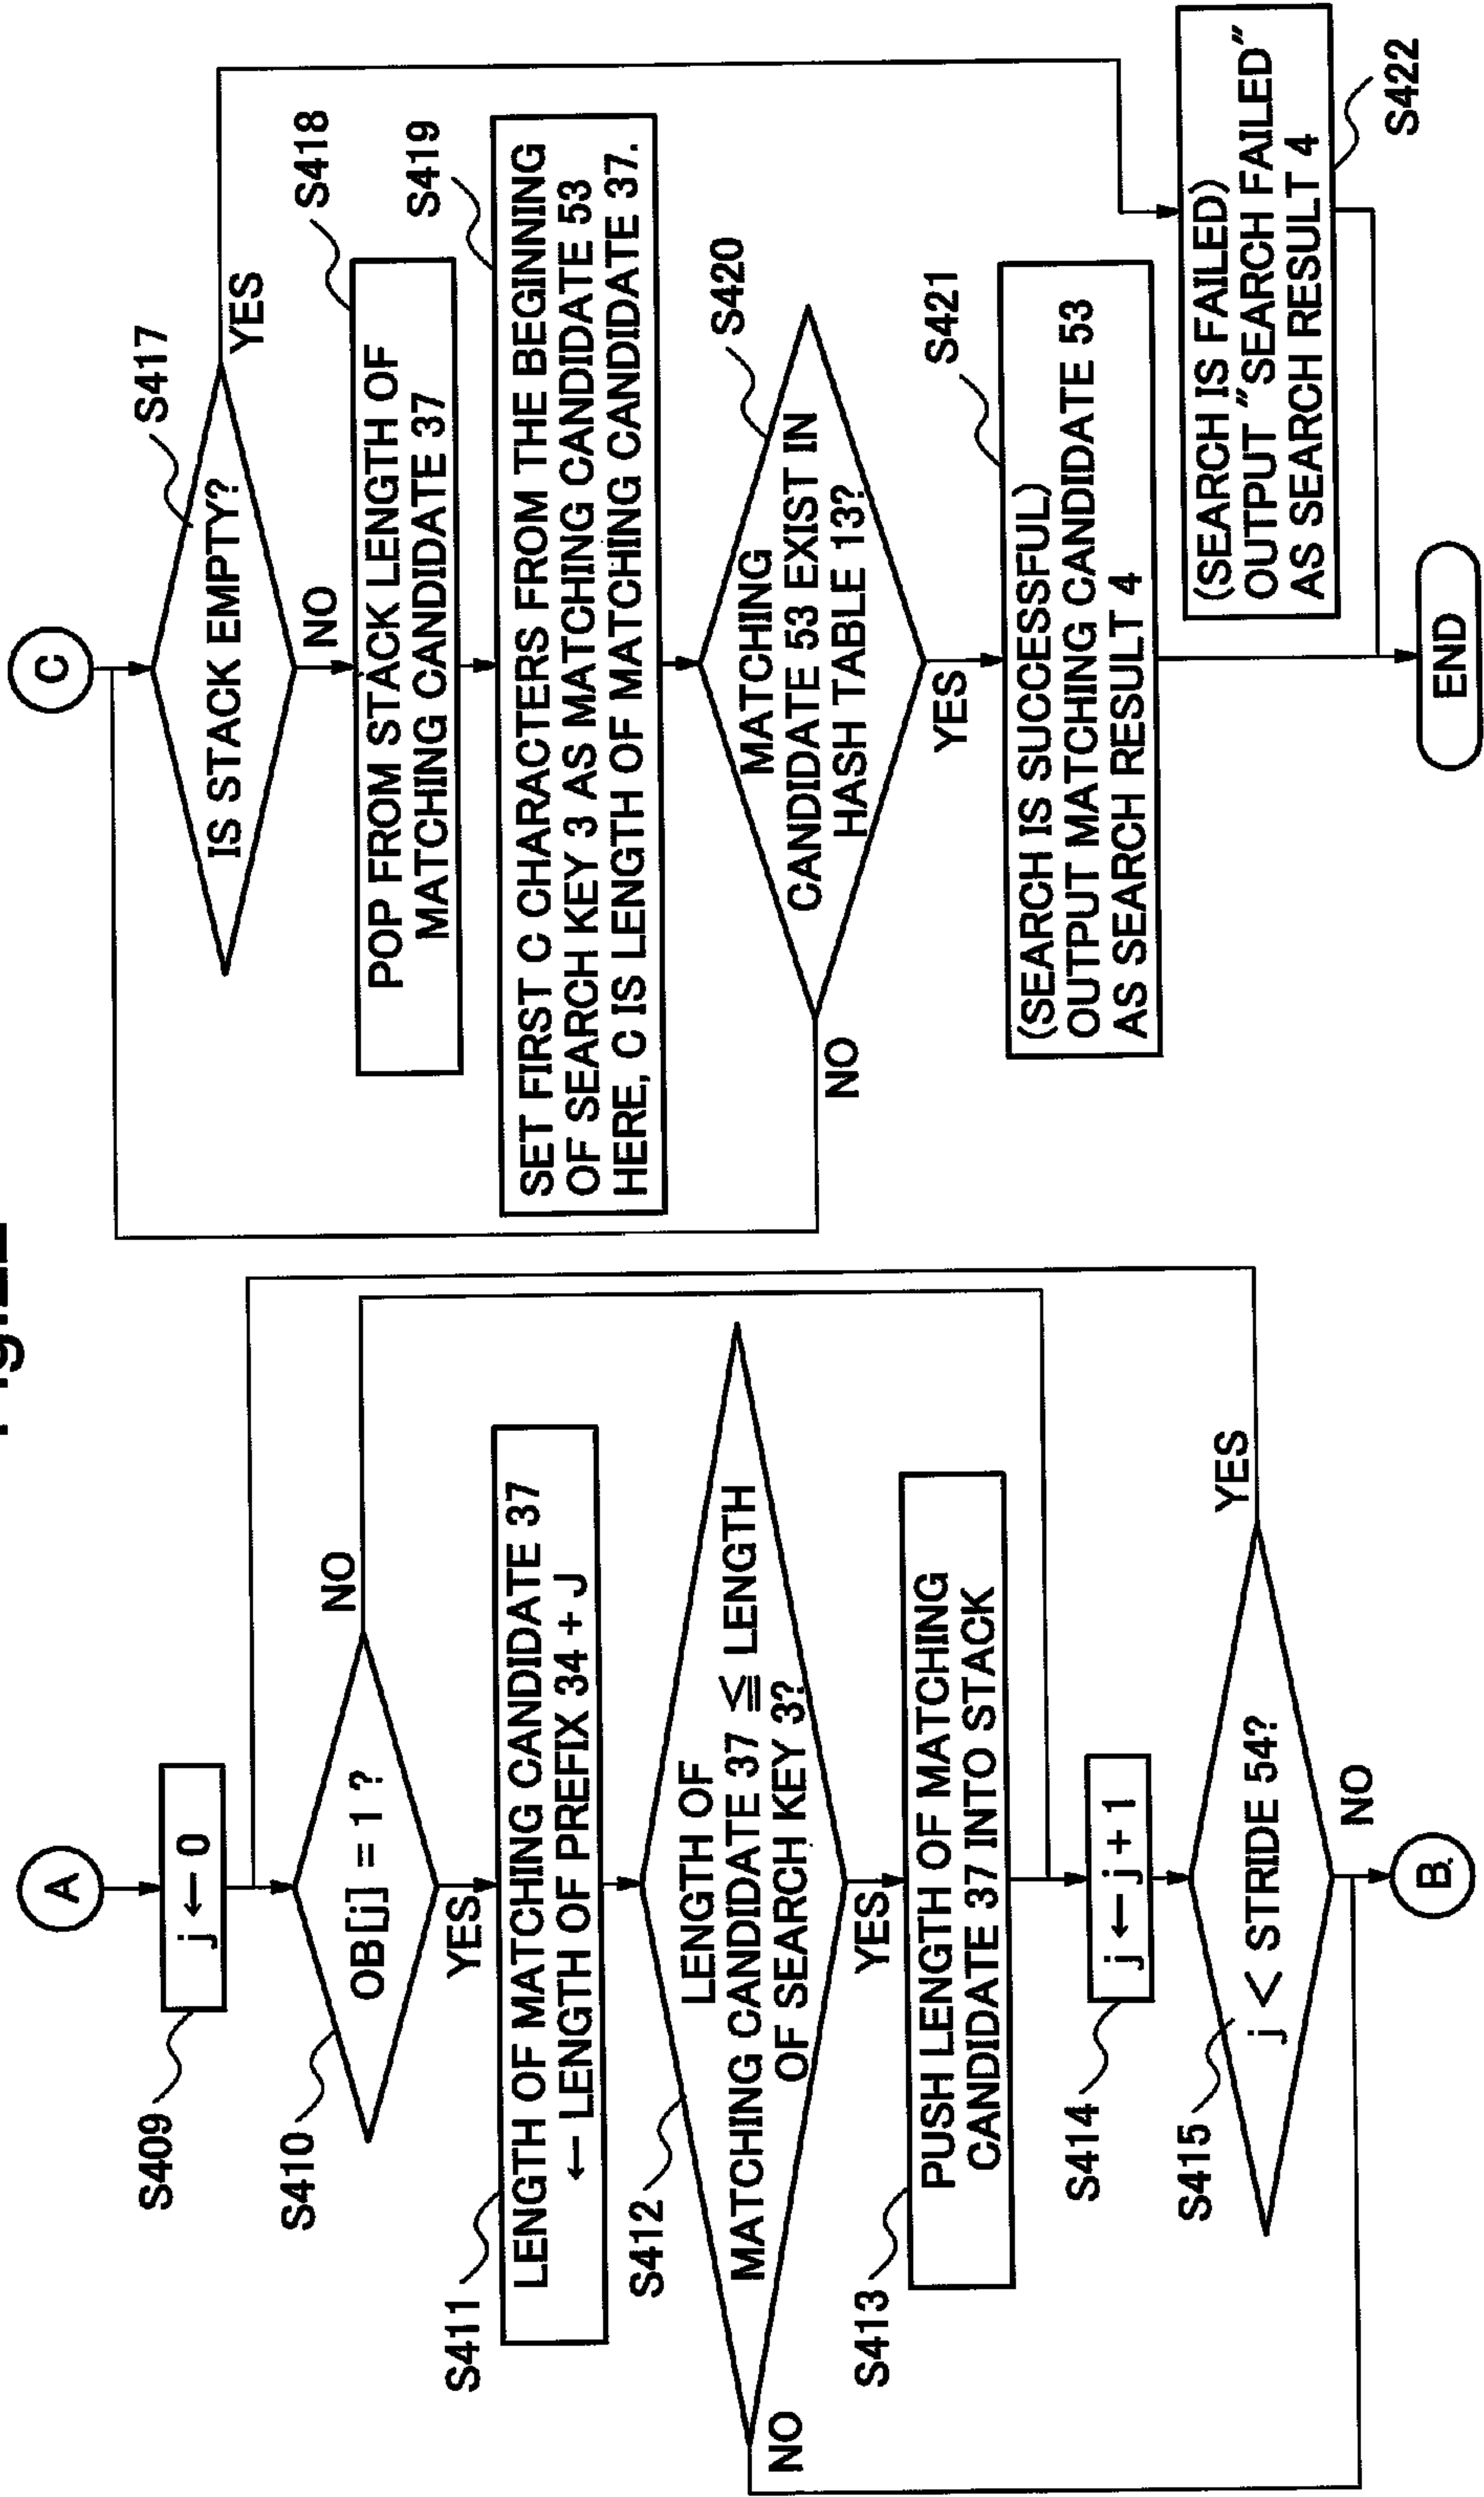 A
S409
j ← 0
S410
OB[j] = 1 ?
NO
YES
S411
LENGTH OF MATCHING CANDIDATE 37
← LENGTH OF PREFIX 34 + J
S412
LENGTH OF
MATCHING CANDIDATE 37 ≦ LENGTH
OF SEARCH KEY 3?
NO
YES
S413
PUSH LENGTH OF MATCHING
CANDIDATE 37 INTO STACK
S414
j ← j + 1
S415
j < STRIDE 54?
YES
NO
B
C
S417
IS STACK EMPTY?
YES
NO
S418
POP FROM STACK LENGTH OF
MATCHING CANDIDATE 37
S419
SET FIRST C CHARACTERS FROM THE BEGINNING
OF SEARCH KEY 3 AS MATCHING CANDIDATE 53
HERE, C IS LENGTH OF MATCHING CANDIDATE 37.
S420
MATCHING
CANDIDATE 53 EXIST IN
HASH TABLE 13?
NO
YES
S421
(SEARCH IS SUCCESSFUL)
OUTPUT MATCHING CANDIDATE 53
AS SEARCH RESULT 4
(SEARCH IS FAILED)
OUTPUT "SEARCH FAILED"
AS SEARCH RESULT 4
S422
END